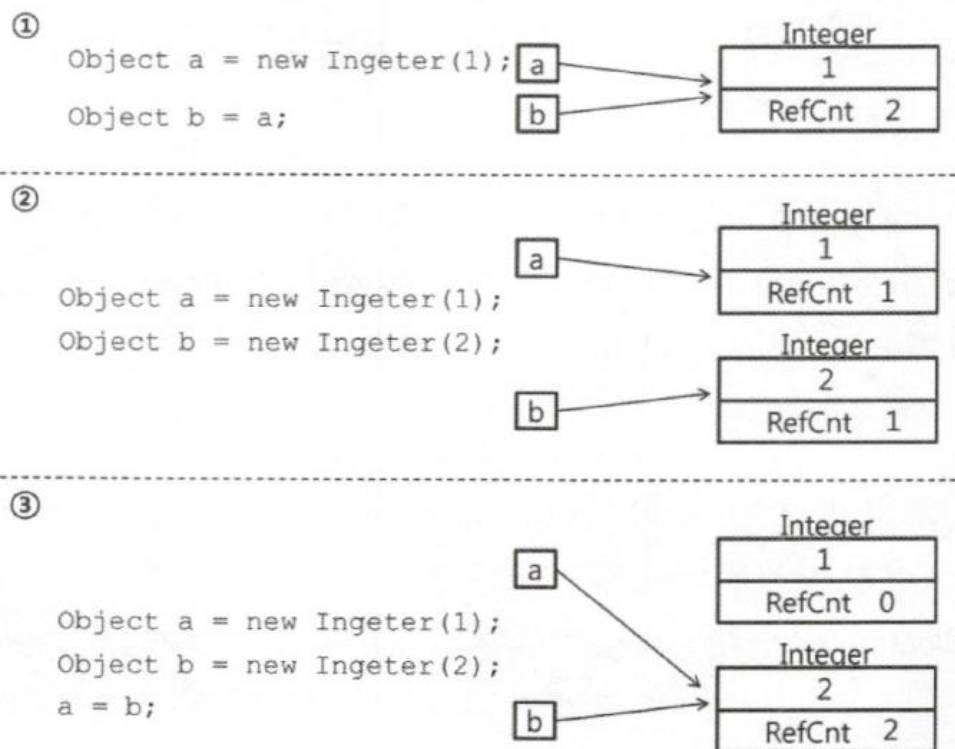 ①
Object a = new Ingeter(1);
Object b = a;
a
b
Integer
1
RefCnt 2
②
Object a = new Ingeter(1);
Object b = new Ingeter(2);
a
b
Integer
1
RefCnt 1
Integer
2
RefCnt 1
③
Object a = new Ingeter(1);
Object b = new Ingeter(2);
a = b;
a
b
Integer
1
RefCnt 0
Integer
2
RefCnt 2